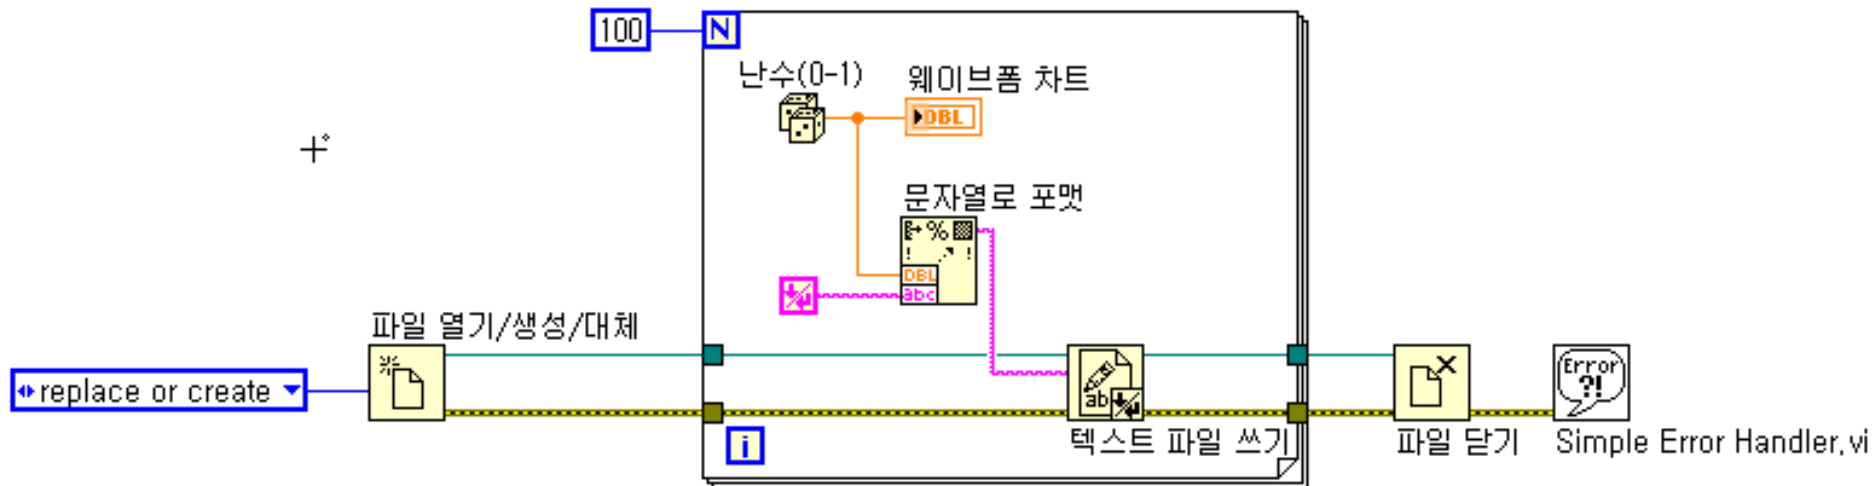 100
N
난수(0-1)
웨이브폼 차트
DBL
문자열로 포맷
%
! !
DBL
abc
파일 열기/생성/대체
replace or create
ab
Error
?!
i
텍스트 파일 쓰기
파일 닫기
Simple Error Handler.vi